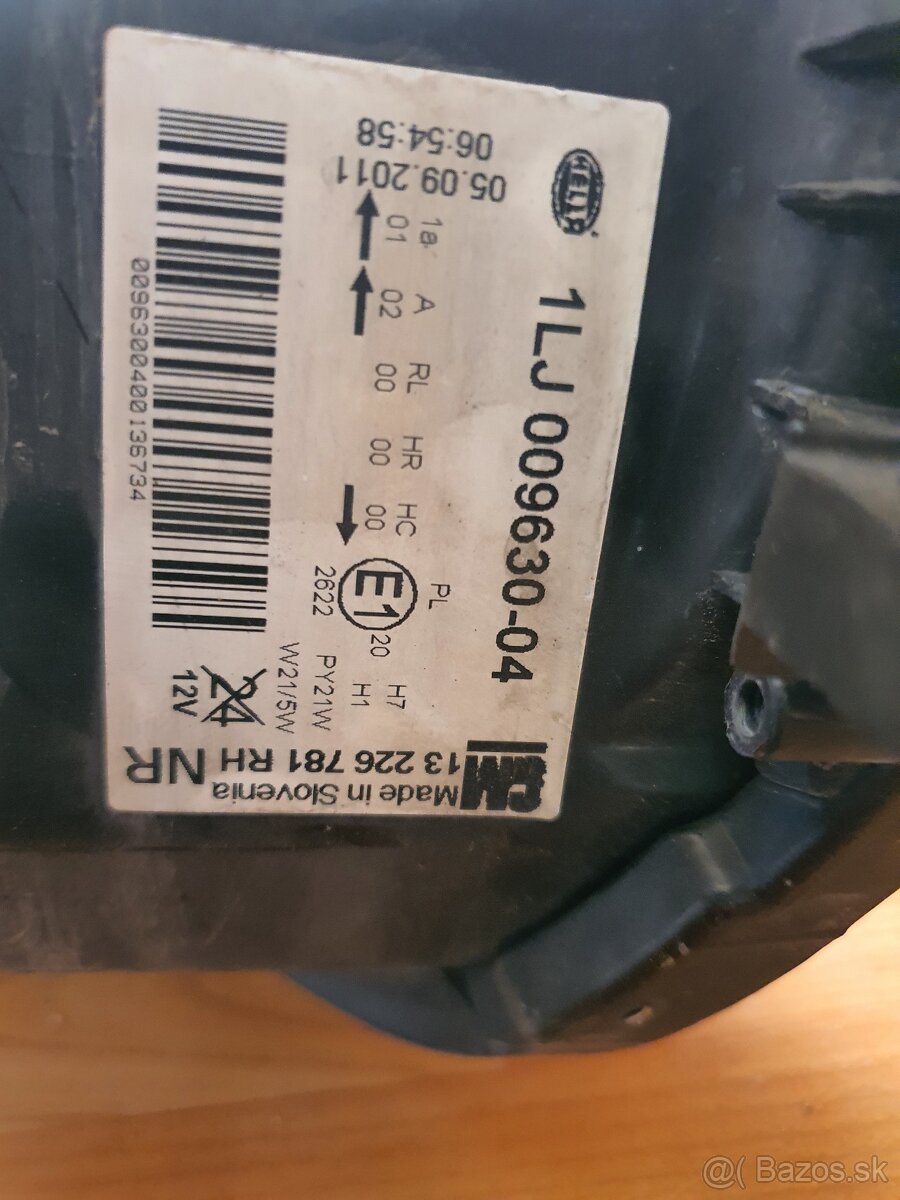 HELLA
1LJ 009630-04
05.09.2011
06:54:58
1a A RL HR HC PL
01 02 00 00 00
E1
20
2622
H7
H1
PY21W
W21/5W
24
12V
GM
Made in Slovenia
13 226 781 RH NR
0096300400136734
@( Bazos.sk